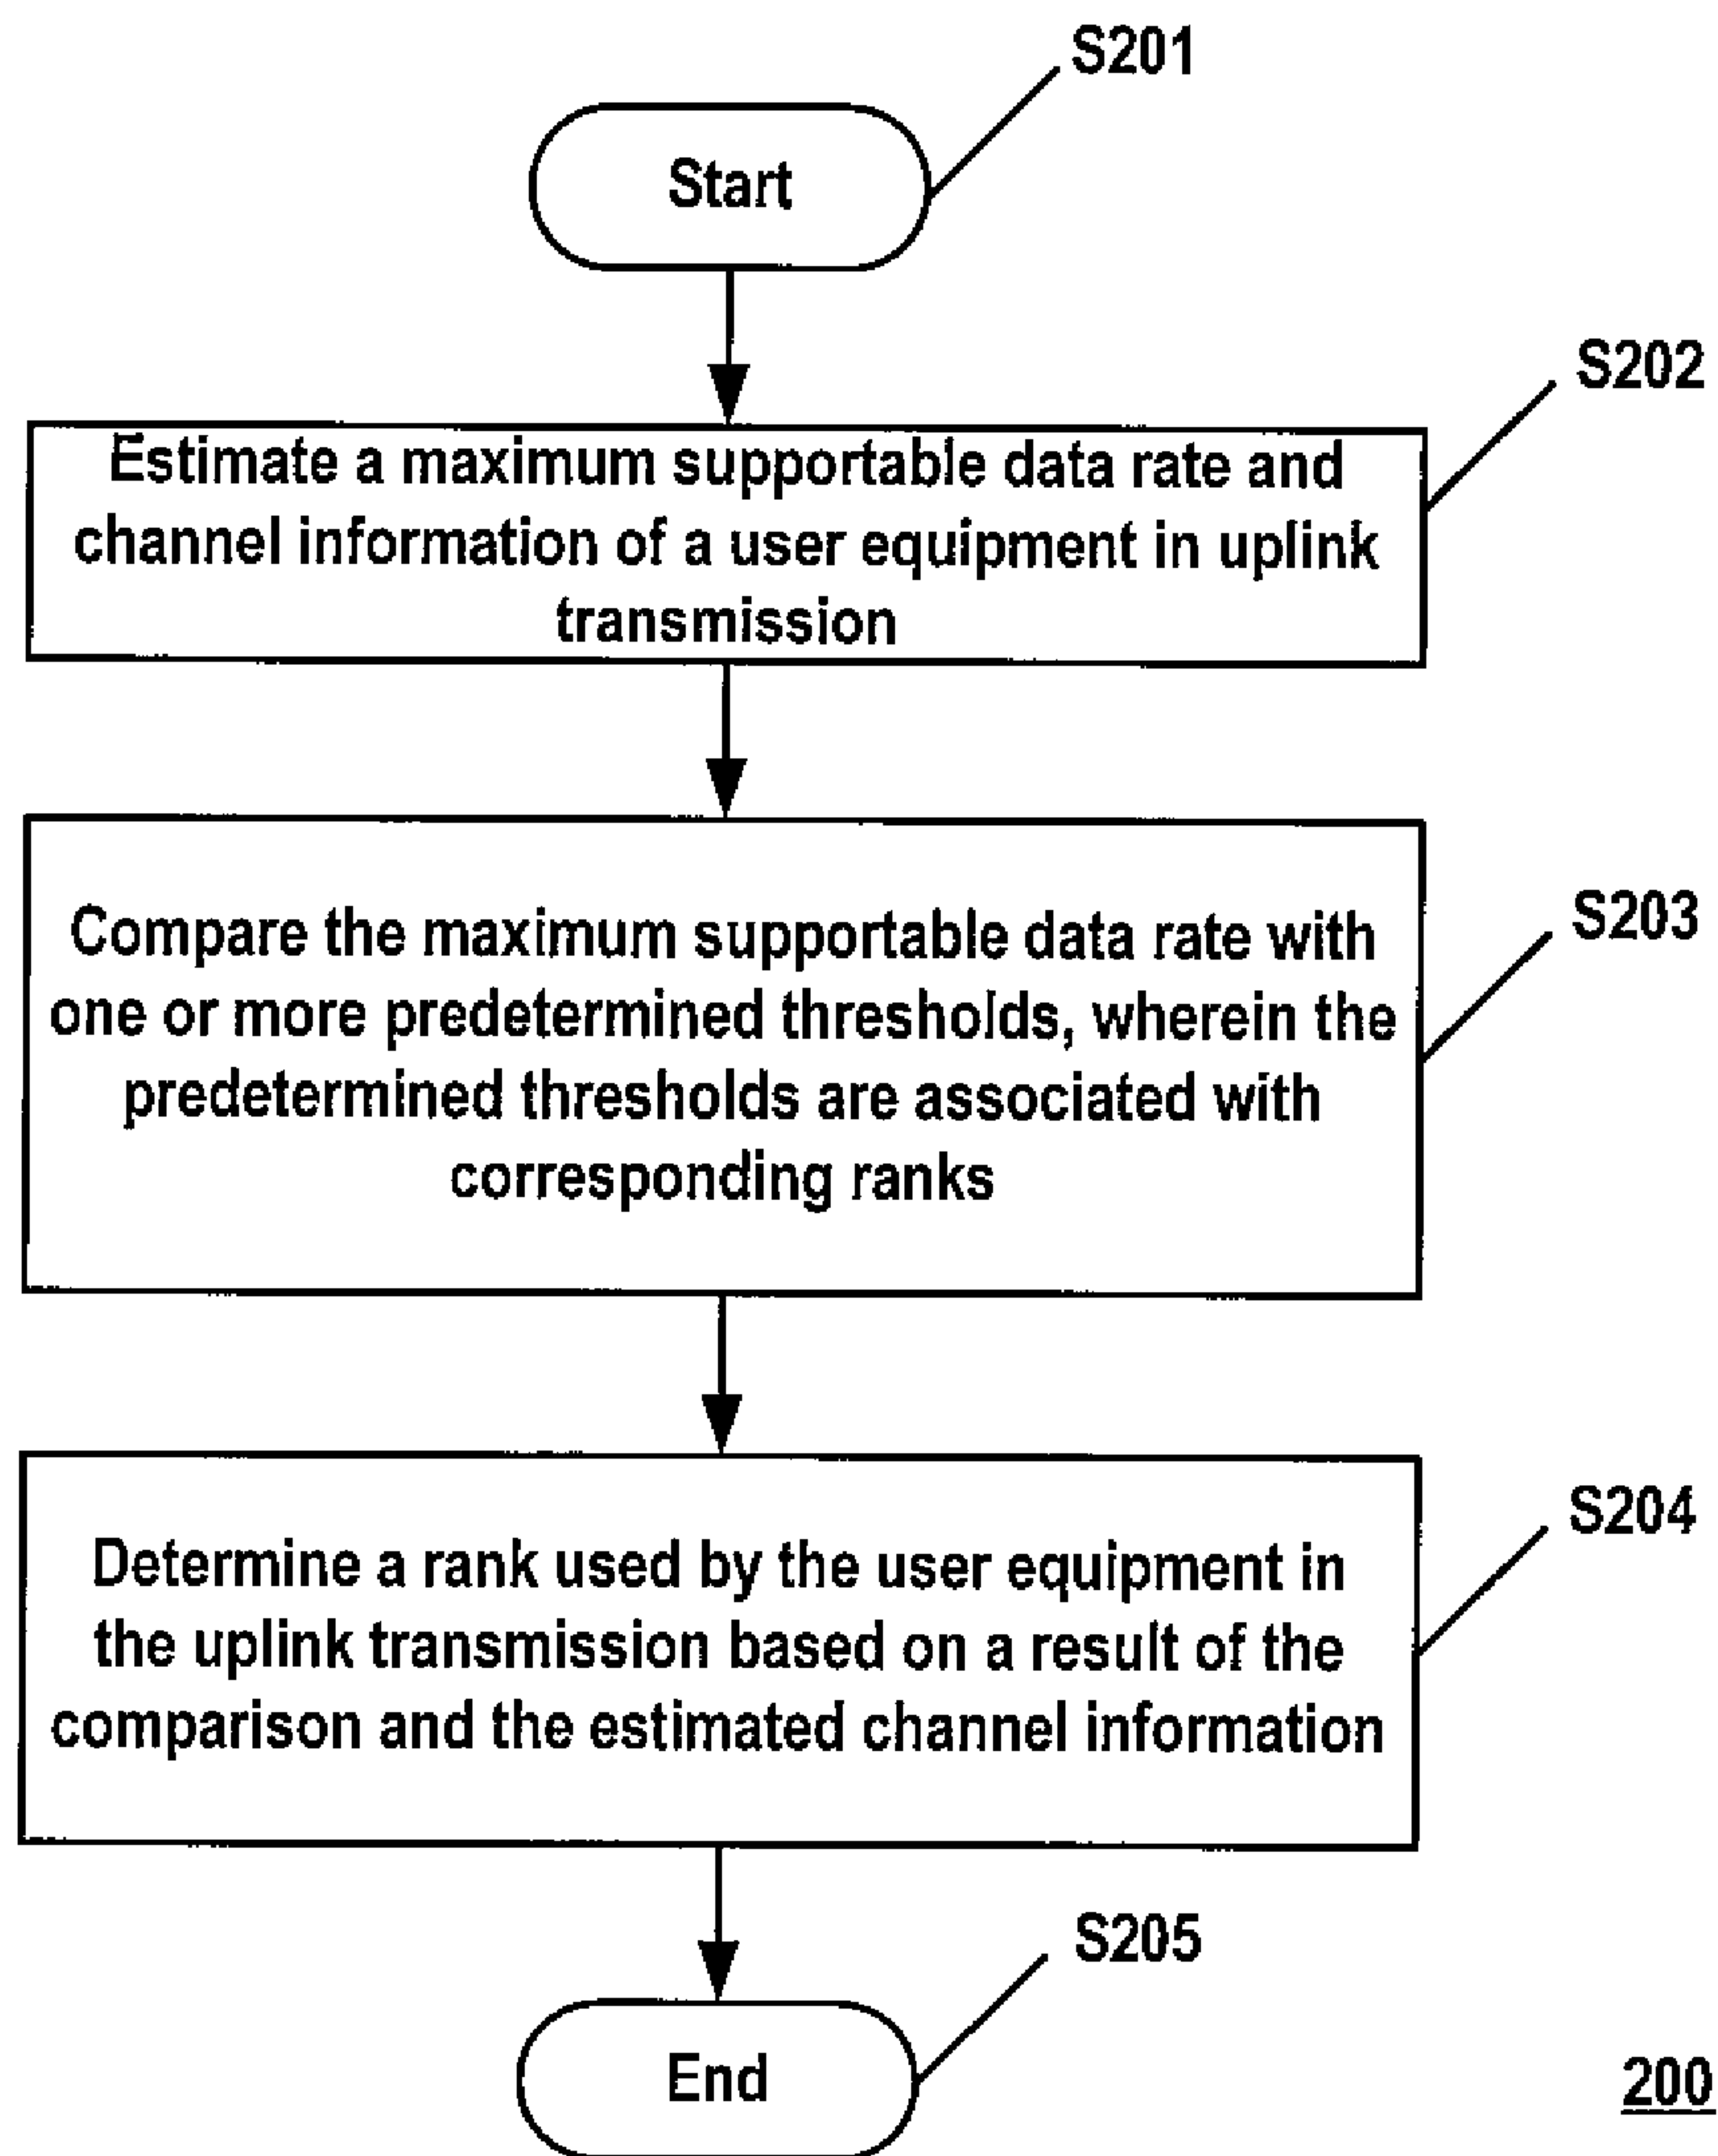 S201
Start
S202
Estimate a maximum supportable data rate and
channel information of a user equipment in uplink
transmission
S203
Compare the maximum supportable data rate with
one or more predetermined thresholds, wherein the
predetermined thresholds are associated with
corresponding ranks
S204
Determine a rank used by the user equipment in
the uplink transmission based on a result of the
comparison and the estimated channel information
S205
End
200